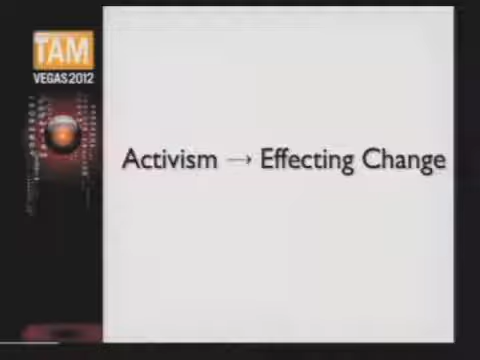 TAM
VEGAS 2012
Activism → Effecting Change